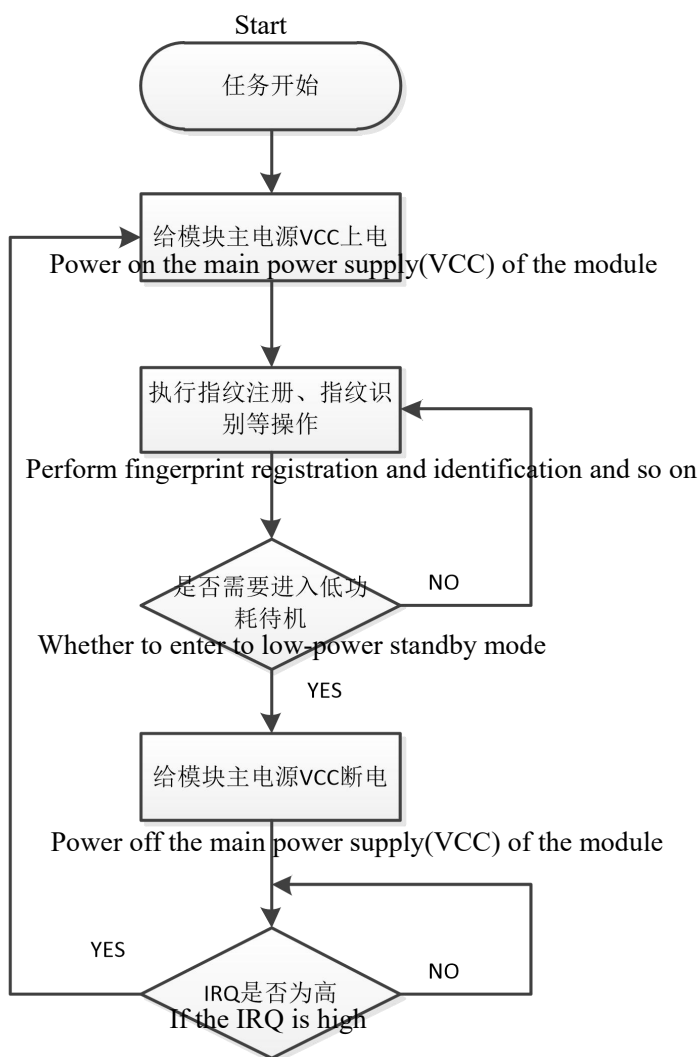 Start
任务开始
给模块主电源VCC上电
Power on the main power supply(VCC) of the module
执行指纹注册、指纹识
别等操作
Perform fingerprint registration and identification and so on
是否需要进入低功
耗待机
NO
Whether to enter to low-power standby mode
YES
给模块主电源VCC断电
Power off the main power supply(VCC) of the module
YES
NO
IRQ是否为高
If the IRQ is high